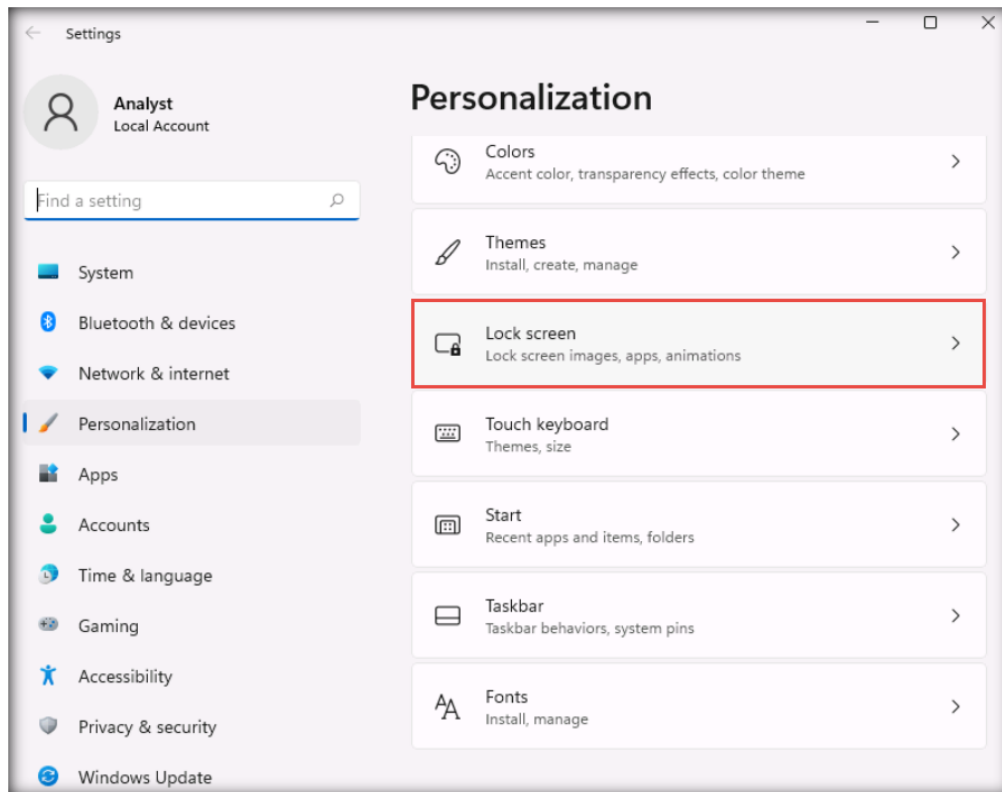 Settings
Analyst
Local Account
Find a setting
System
Bluetooth & devices
Network & internet
Personalization
Apps
Accounts
Time & language
Gaming
Accessibility
Privacy & security
Windows Update
Personalization
Colors
Accent color, transparency effects, color theme
Themes
Install, create, manage
Lock screen
Lock screen images, apps, animations
Touch keyboard
Themes, size
Start
Recent apps and items, folders
Taskbar
Taskbar behaviors, system pins
Fonts
Install, manage